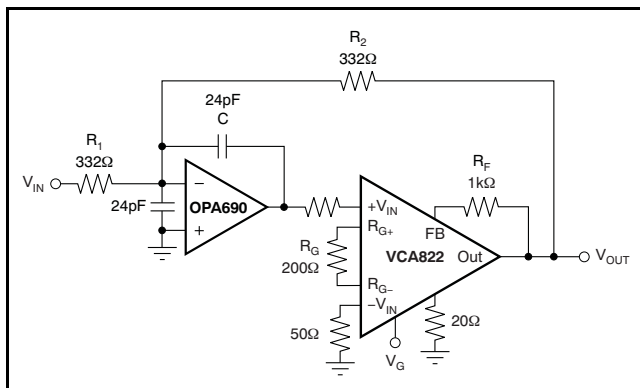 R2
332Ω
24pF
C
R1
332Ω
VIN
24pF
−
+
OPA690
RF
1kΩ
+VIN
FB
RG+
RG
200Ω
VCA822
Out
VOUT
RG−
−VIN
50Ω
20Ω
VG